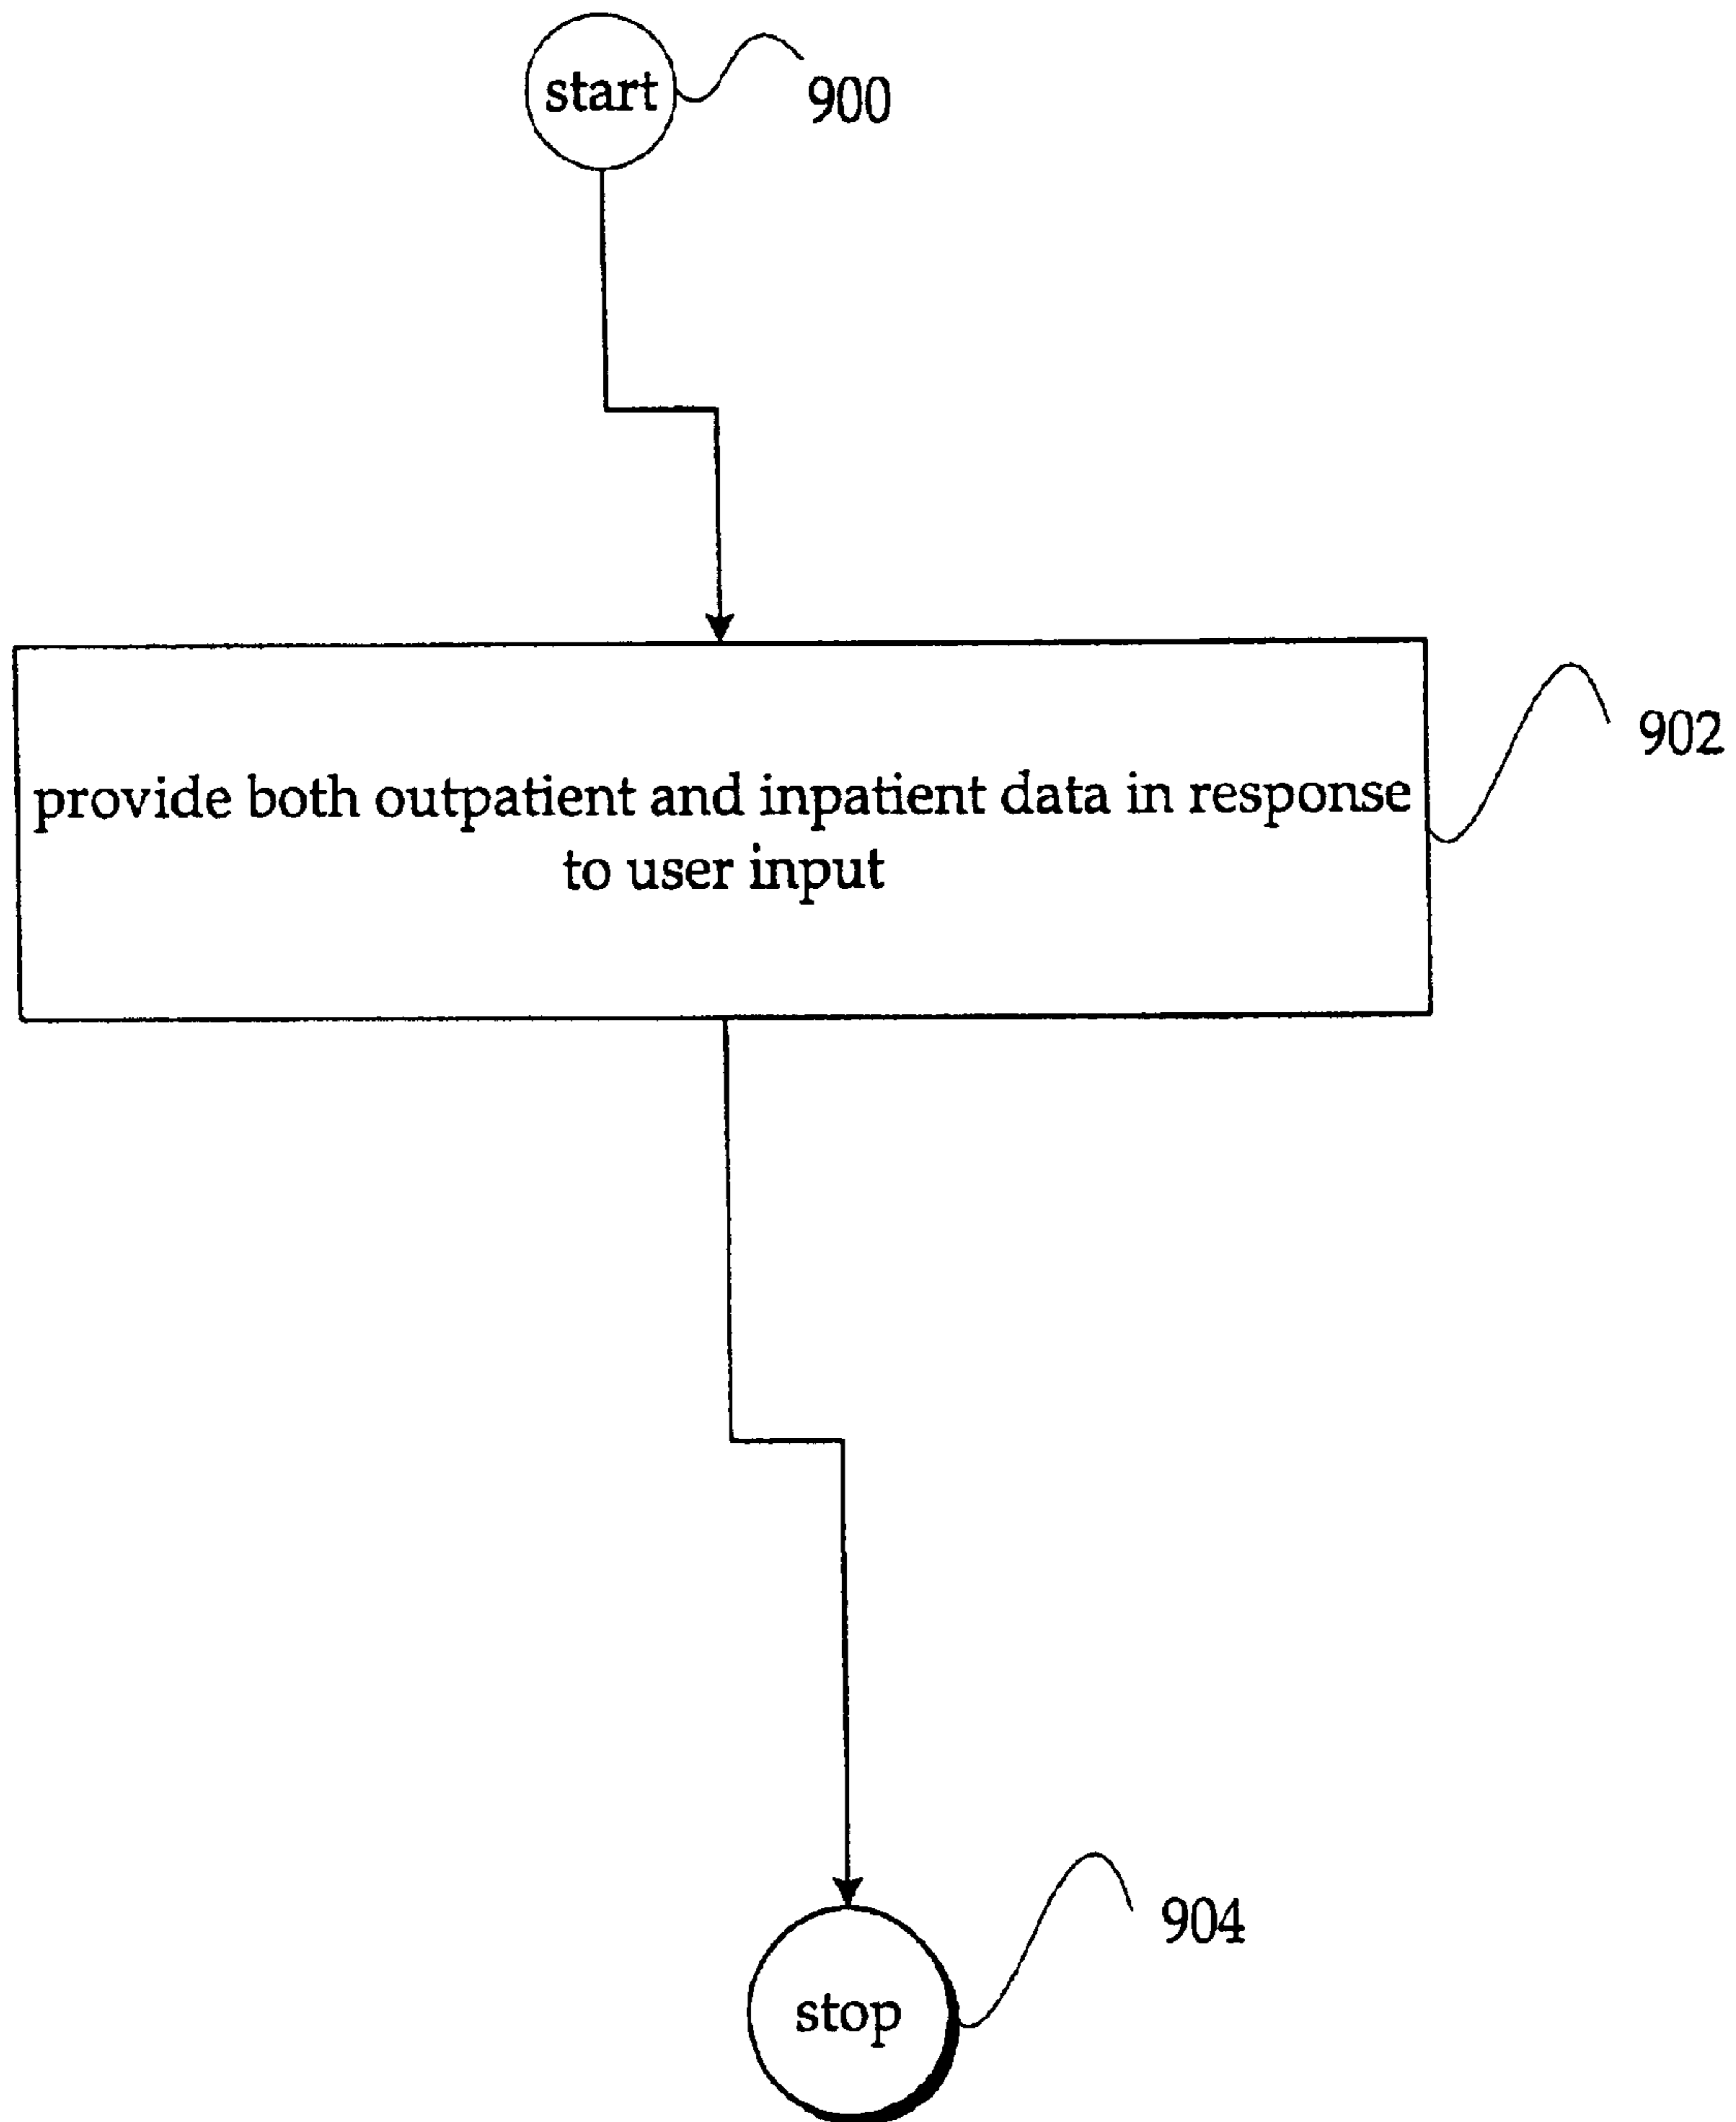 start
900
902
provide both outpatient and inpatient data in response
to user input
904
stop